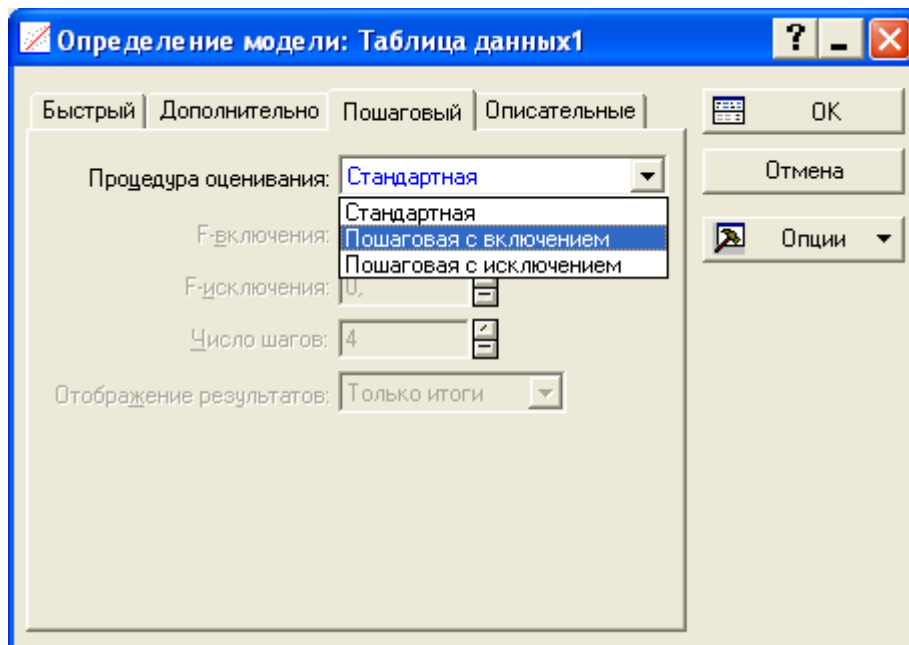 Определение модели: Таблица данных1
?
Быстрый Дополнительно Пошаговый Описательные
Процедура оценивания: Стандартная
Стандартная
Пошаговая с включением
Пошаговая с исключением
F-включения:
F-исключения: 0,
Число шагов: 4
Отображение результатов: Только итоги
OK
Отмена
Опции